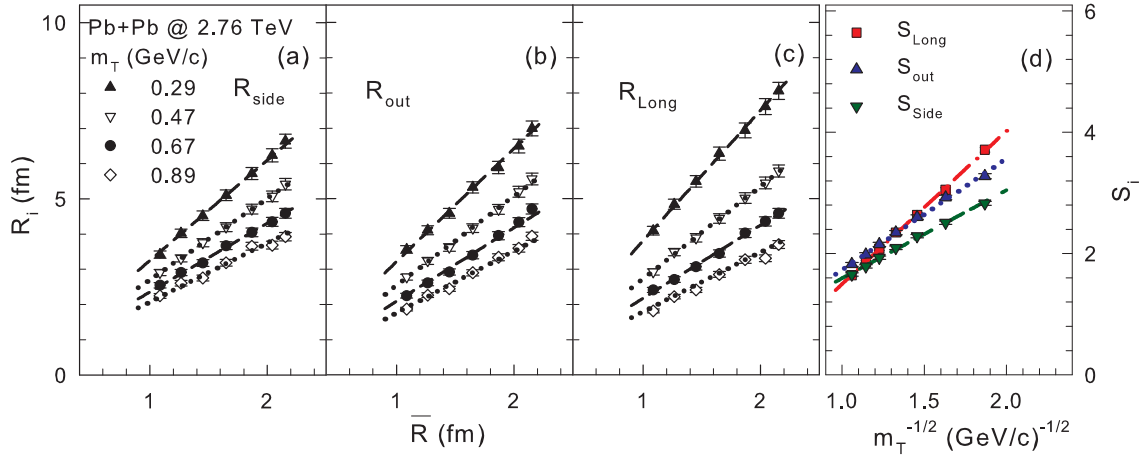 Pb+Pb @ 2.76 TeV
m_T (GeV/c)
0.29
0.47
0.67
0.89
(a)
R_side
(b)
R_out
(c)
R_Long
(d)
S_Long
S_out
S_Side
10
5
0
R_i (fm)
1 2
1 2
1 2
R̅ (fm)
1.0 1.5 2.0
m_T^{-1/2} (GeV/c)^{-1/2}
6
4
2
0
S_i